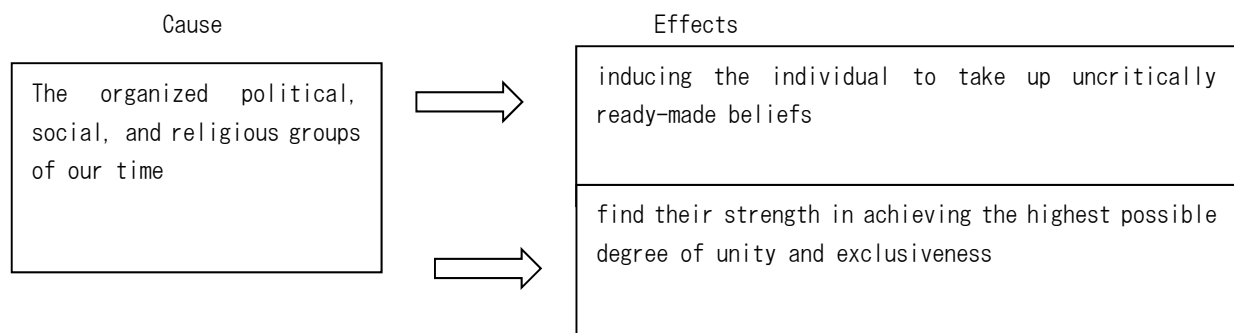 Cause
Effects
The organized political,
social, and religious groups
of our time
inducing the individual to take up uncritically
ready-made beliefs
find their strength in achieving the highest possible
degree of unity and exclusiveness